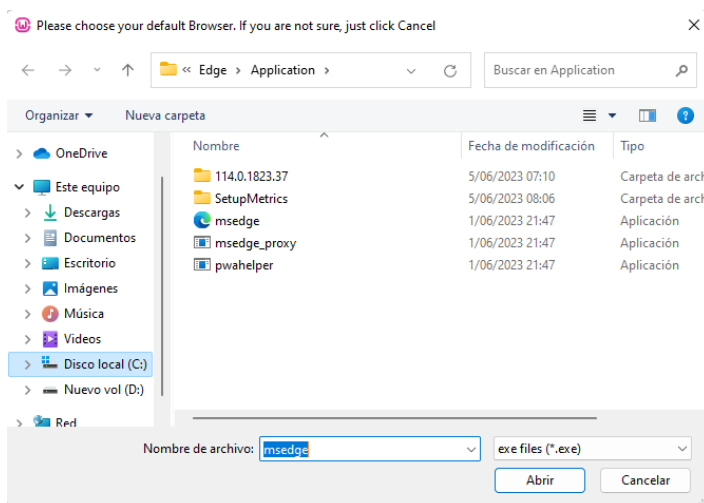 Please choose your default Browser. If you are not sure, just click Cancel
« Edge > Application >
Buscar en Application
Organizar
Nueva carpeta
Nombre
Fecha de modificación
Tipo
OneDrive
Este equipo
Descargas
Documentos
Escritorio
Imágenes
Música
Videos
Disco local (C:)
Nuevo vol (D:)
Red
114.0.1823.37 5/06/2023 07:10 Carpeta de arch
SetupMetrics 5/06/2023 08:06 Carpeta de arch
msedge 1/06/2023 21:47 Aplicación
msedge_proxy 1/06/2023 21:47 Aplicación
pwahelper 1/06/2023 21:47 Aplicación
Nombre de archivo: msedge
exe files (*.exe)
Abrir
Cancelar